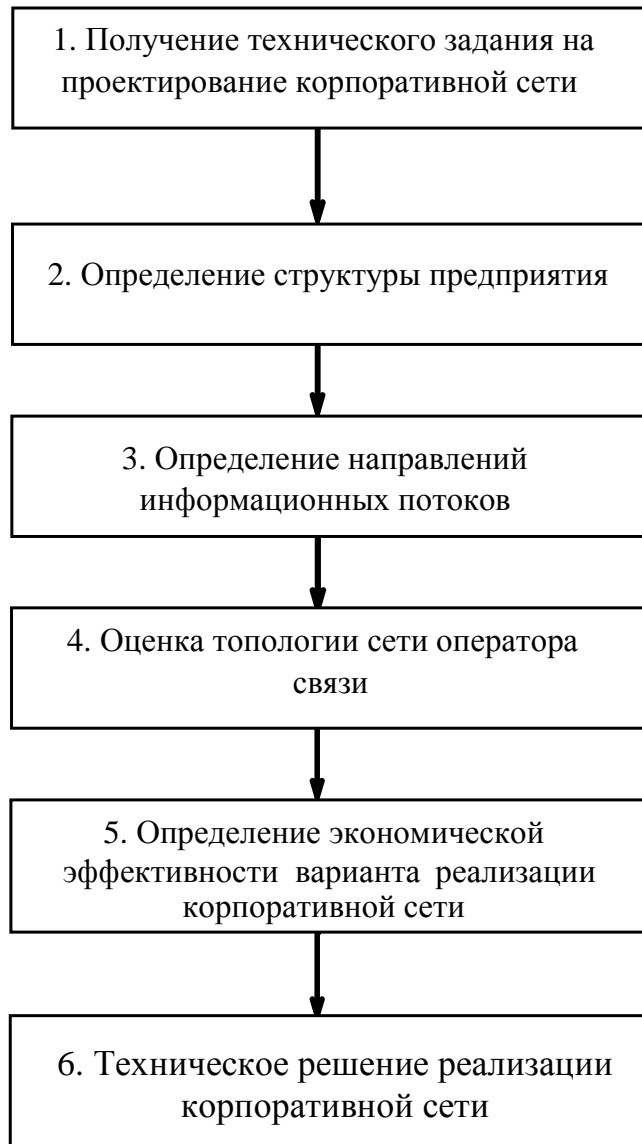 1. Получение технического задания на
проектирование корпоративной сети
2. Определение структуры предприятия
3. Определение направлений
информационных потоков
4. Оценка топологии сети оператора
связи
5. Определение экономической
эффективности варианта реализации
корпоративной сети
6. Техническое решение реализации
корпоративной сети